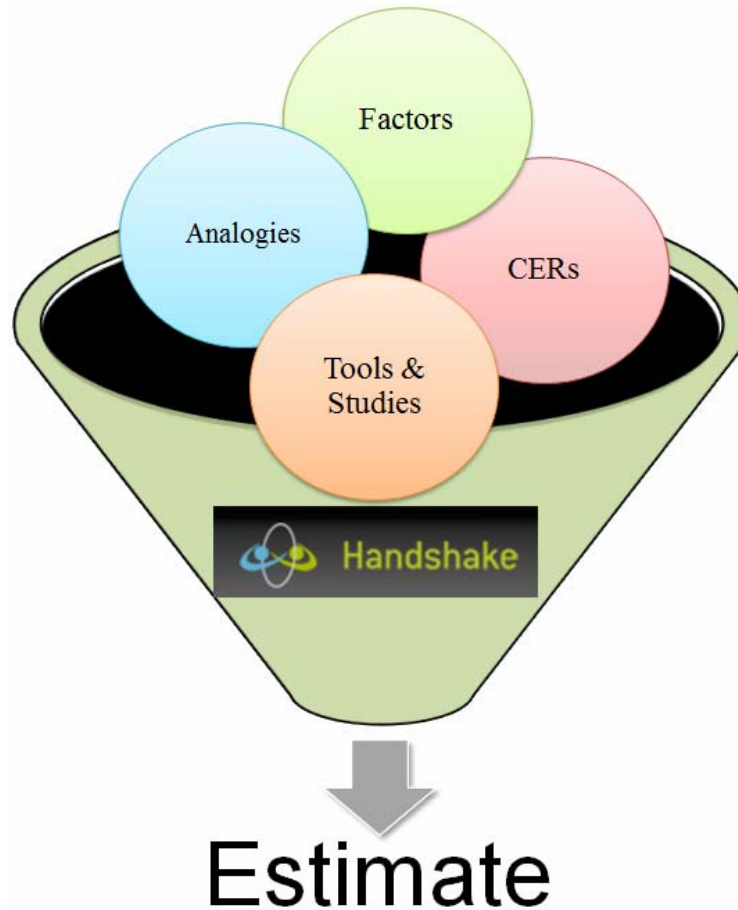 Factors
Analogies
CERs
Tools &
Studies
Handshake
Estimate